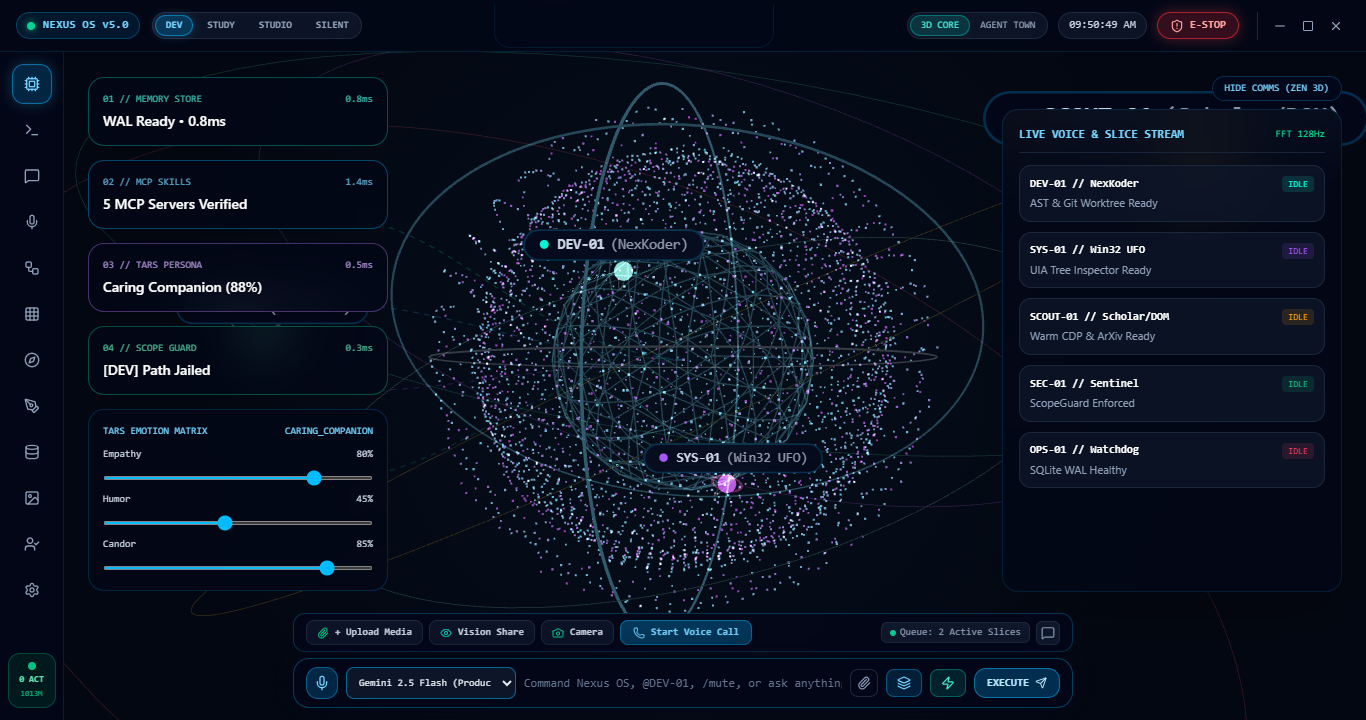 NEXUS OS v5.0
DEV STUDY STUDIO SILENT
3D CORE AGENT TOWN
09:50:49 AM
E-STOP
HIDE COMMS (ZEN 3D)
01 // MEMORY STORE 0.8ms
WAL Ready • 0.8ms
02 // MCP SKILLS 1.4ms
5 MCP Servers Verified
03 // TARS PERSONA 0.5ms
Caring Companion (88%)
04 // SCOPE GUARD 0.3ms
[DEV] Path Jailed
TARS EMOTION MATRIX CARING_COMPANION
Empathy 80%
Humor 45%
Candor 85%
DEV-01 (NexKoder)
SYS-01 (Win32 UFO)
LIVE VOICE & SLICE STREAM FFT 128Hz
DEV-01 // NexKoder IDLE
AST & Git Worktree Ready
SYS-01 // Win32 UFO IDLE
UIA Tree Inspector Ready
SCOUT-01 // Scholar/DOM IDLE
Warm CDP & ArXiv Ready
SEC-01 // Sentinel IDLE
ScopeGuard Enforced
OPS-01 // Watchdog IDLE
SQLite WAL Healthy
+ Upload Media Vision Share Camera Start Voice Call Queue: 2 Active Slices
Gemini 2.5 Flash (Produc Command Nexus OS, @DEV-01, /mute, or ask anythin EXECUTE
0 ACT
1013M